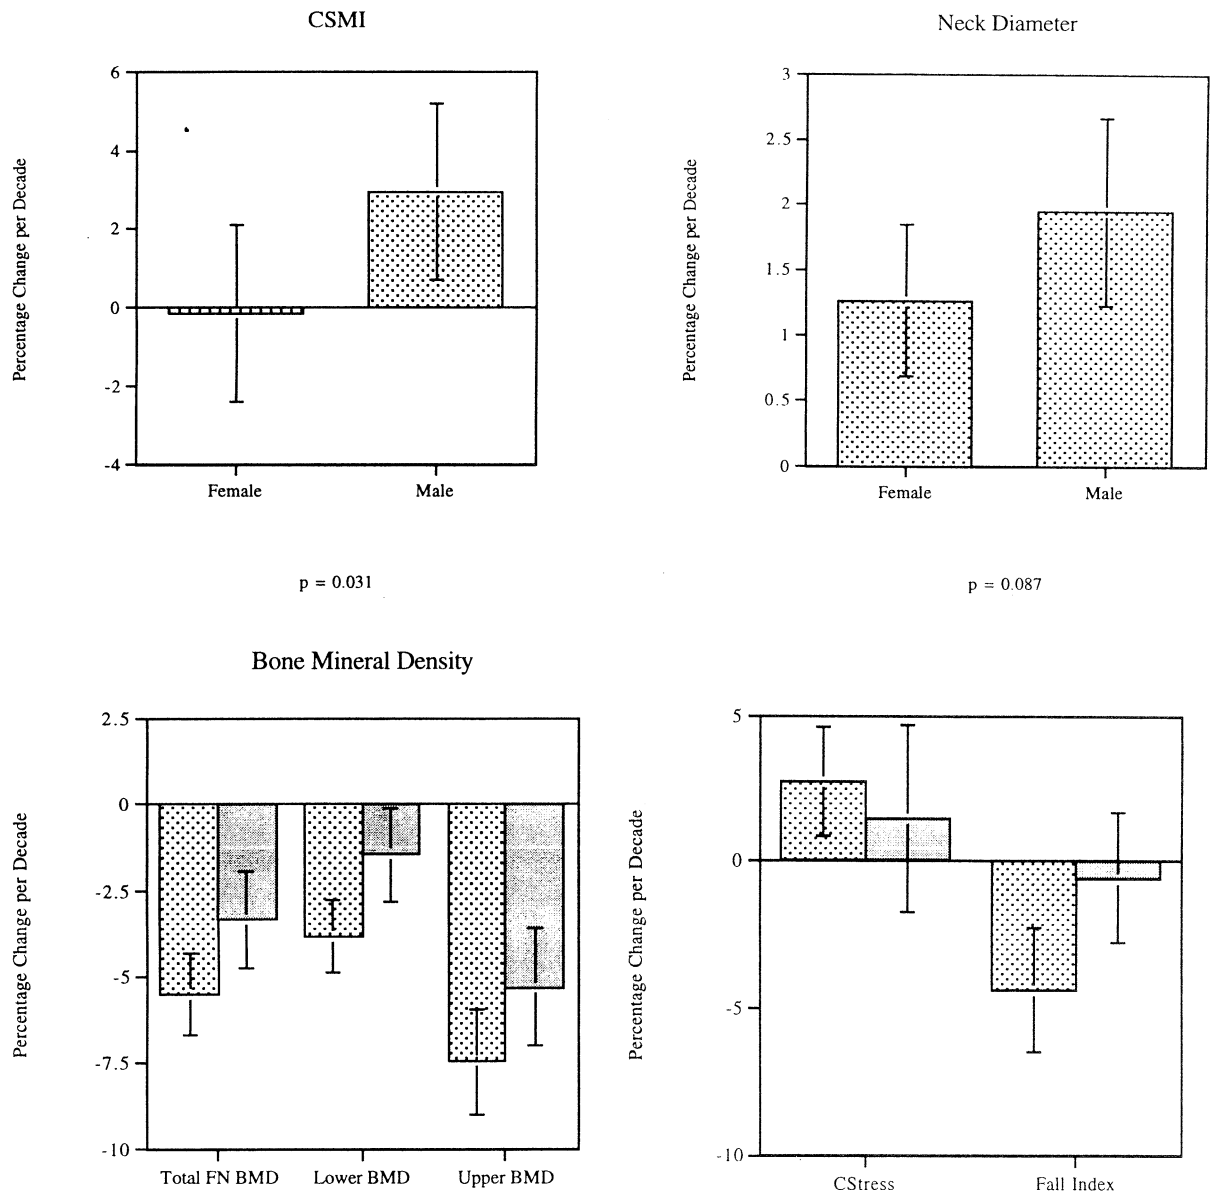 CSMI
Percentage Change per Decade
6
4
2
0
-2
-4
Female Male
p = 0.031
Neck Diameter
Percentage Change per Decade
3
2.5
2
1.5
1
0.5
0
Female Male
p = 0.087
Bone Mineral Density
Percentage Change per Decade
2.5
0
-2.5
-5
-7.5
-10
Total FN BMD Lower BMD Upper BMD
Percentage Change per Decade
5
0
-5
-10
CStress Fall Index